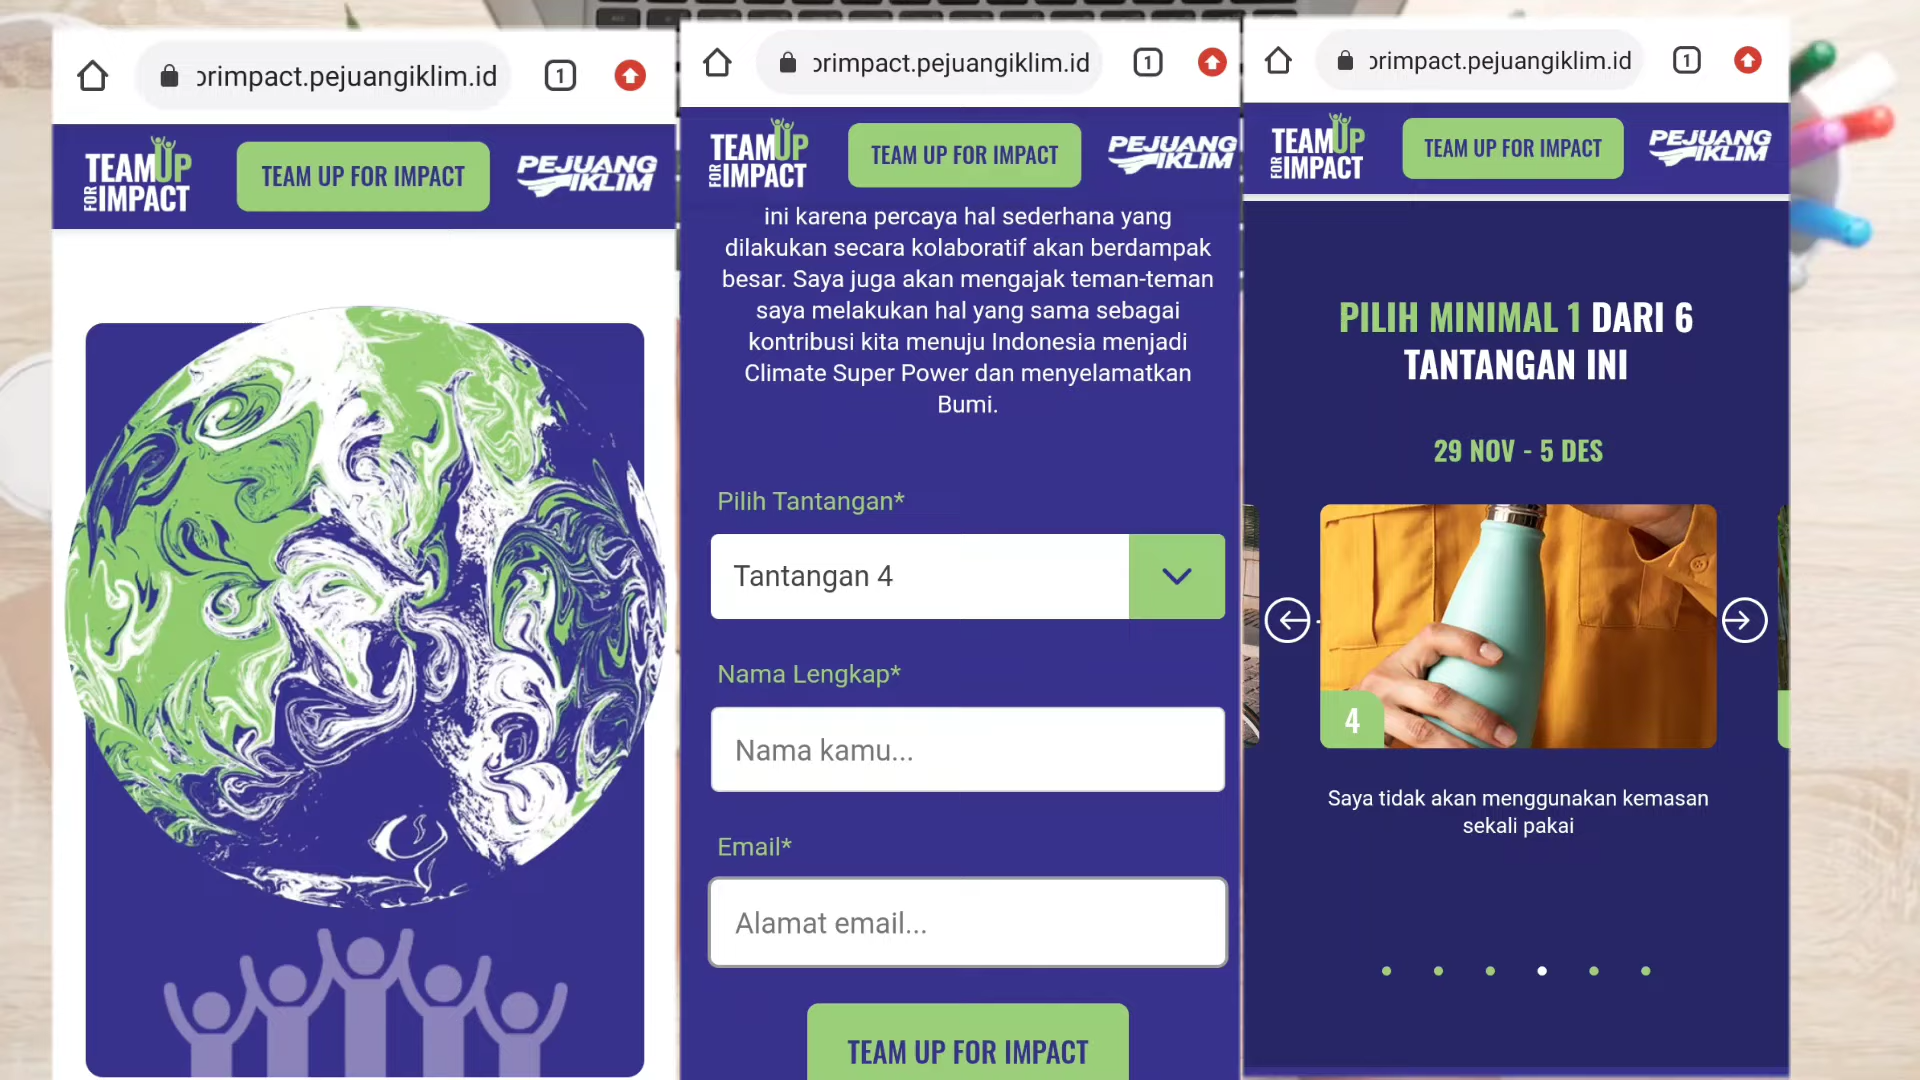 orimpact.pejuangiklim.id
1
TEAM UP
FOR IMPACT
TEAM UP FOR IMPACT
PEJUANG
IKLIM
orimpact.pejuangiklim.id
1
TEAM UP
FOR IMPACT
TEAM UP FOR IMPACT
PEJUANG
IKLIM
ini karena percaya hal sederhana yang
dilakukan secara kolaboratif akan berdampak
besar. Saya juga akan mengajak teman-teman
saya melakukan hal yang sama sebagai
kontribusi kita menuju Indonesia menjadi
Climate Super Power dan menyelamatkan
Bumi.
Pilih Tantangan*
Tantangan 4
Nama Lengkap*
Nama kamu...
Email*
Alamat email...
TEAM UP FOR IMPACT
orimpact.pejuangiklim.id
1
TEAM UP
FOR IMPACT
TEAM UP FOR IMPACT
PEJUANG
IKLIM
PILIH MINIMAL 1 DARI 6
TANTANGAN INI
29 NOV - 5 DES
4
Saya tidak akan menggunakan kemasan
sekali pakai